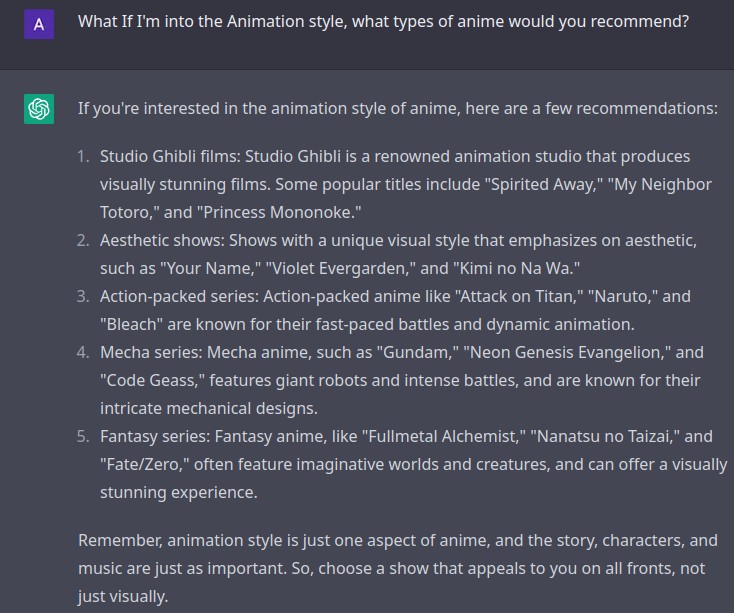 A What If I'm into the Animation style, what types of anime would you recommend?
If you're interested in the animation style of anime, here are a few recommendations:
1. Studio Ghibli films: Studio Ghibli is a renowned animation studio that produces
visually stunning films. Some popular titles include "Spirited Away," "My Neighbor
Totoro," and "Princess Mononoke."
2. Aesthetic shows: Shows with a unique visual style that emphasizes on aesthetic,
such as "Your Name," "Violet Evergarden," and "Kimi no Na Wa."
3. Action-packed series: Action-packed anime like "Attack on Titan," "Naruto," and
"Bleach" are known for their fast-paced battles and dynamic animation.
4. Mecha series: Mecha anime, such as "Gundam," "Neon Genesis Evangelion," and
"Code Geass," features giant robots and intense battles, and are known for their
intricate mechanical designs.
5. Fantasy series: Fantasy anime, like "Fullmetal Alchemist," "Nanatsu no Taizai," and
"Fate/Zero," often feature imaginative worlds and creatures, and can offer a visually
stunning experience.
Remember, animation style is just one aspect of anime, and the story, characters, and
music are just as important. So, choose a show that appeals to you on all fronts, not
just visually.